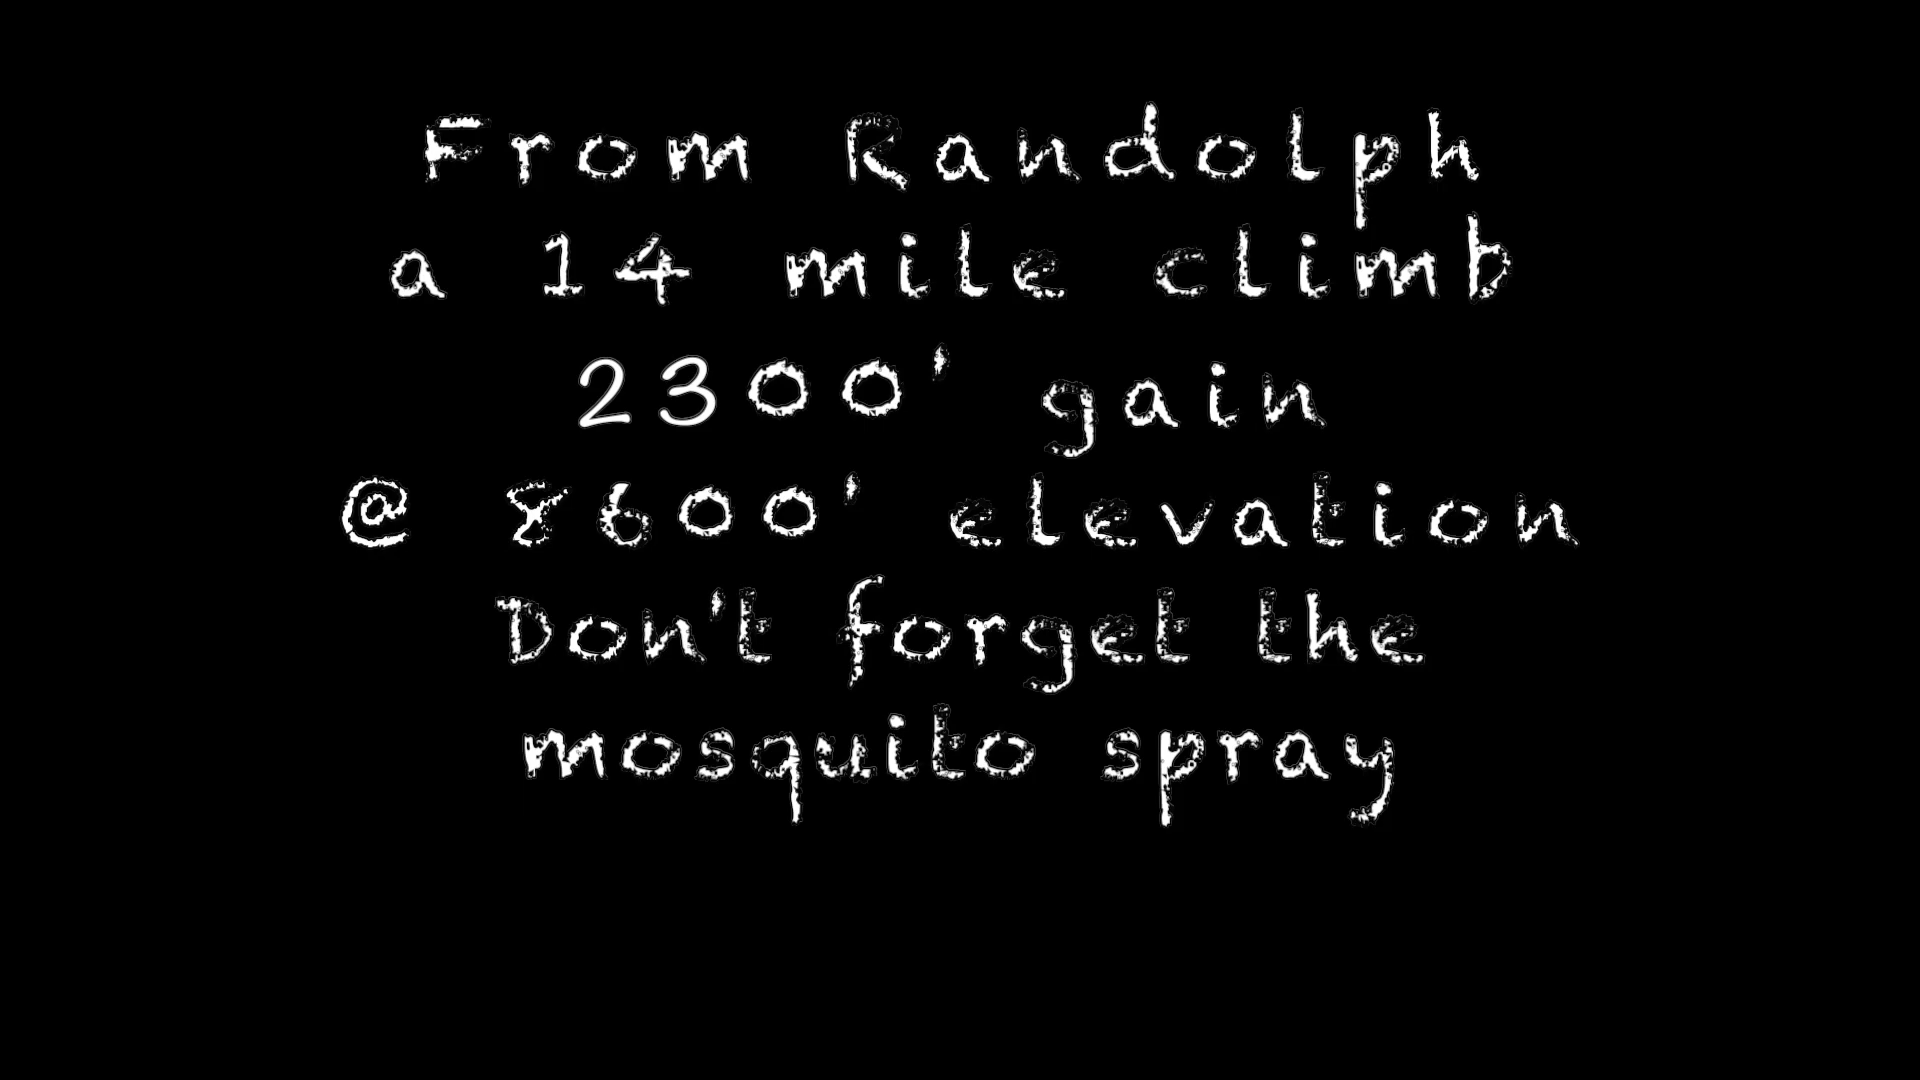 From Randolph
a 14 mile climb
2300' gain
@ 8600' elevation
Don't forget the
mosquito spray